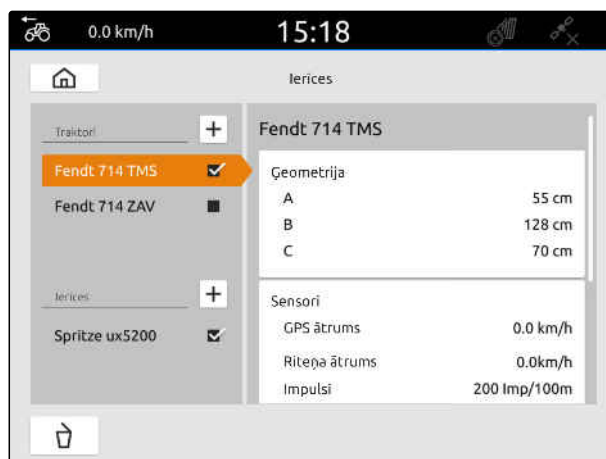 0.0 km/h 15:18
Ierīces
Traktori +
Fendt 714 TMS
Fendt 714 ZAV
Ierīces +
Spritze ux5200
Fendt 714 TMS
Ģeometrija
A 55 cm
B 128 cm
C 70 cm
Sensori
GPS ātrums 0.0 km/h
Riteņa ātrums 0.0km/h
Impulsi 200 Imp/100m